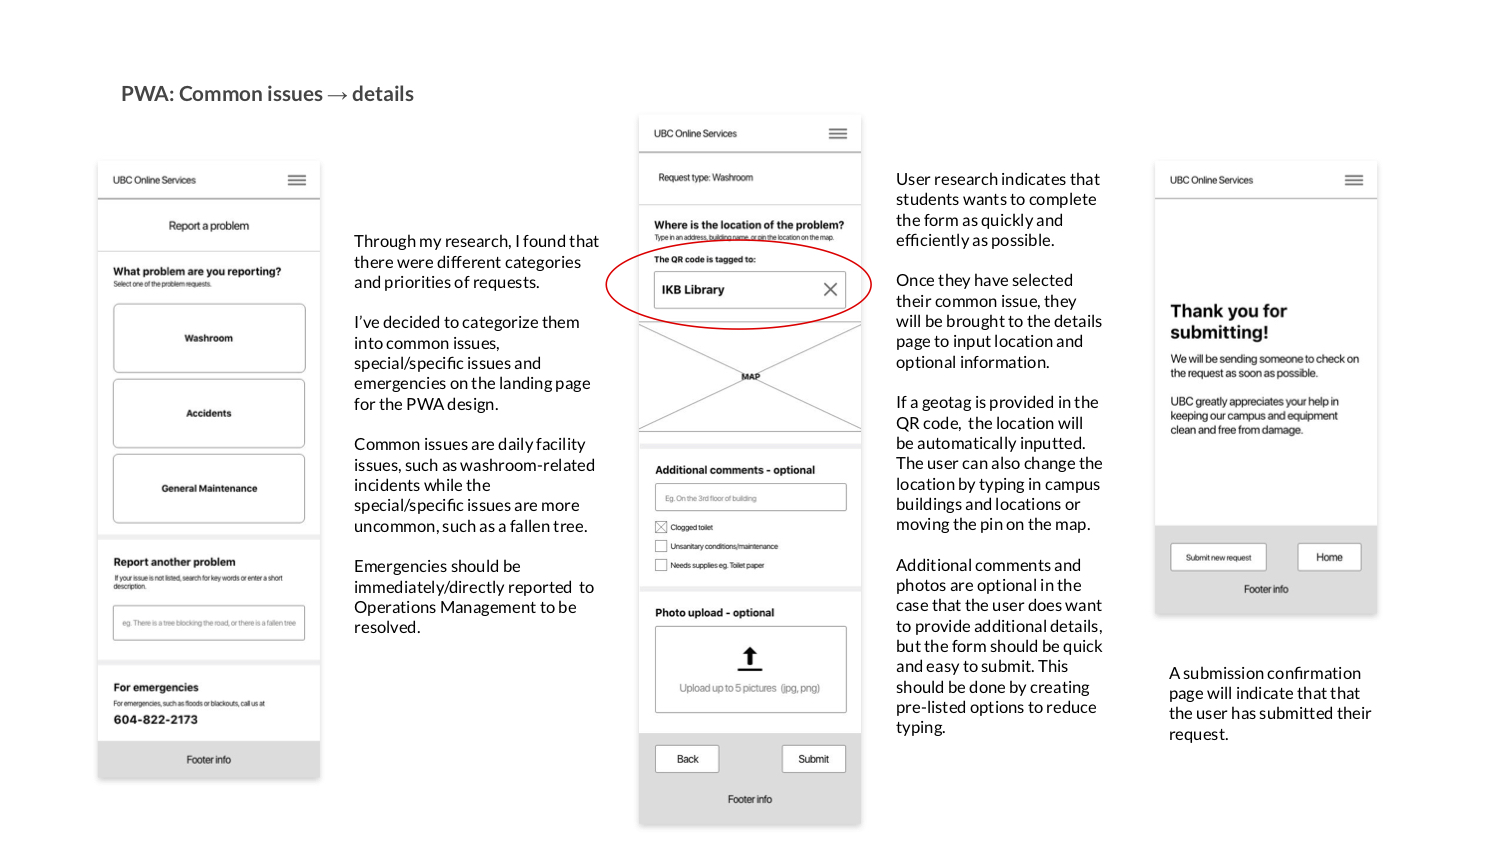 PWA: Common issues → details
UBC Online Services
Report a problem
What problem are you reporting?
Select one of the problem requests.
Washroom
Accidents
General Maintenance
Report another problem
If your issue is not listed, search for key words or enter a short
description.
eg. There is a tree blocking the road, or there is a fallen tree
For emergencies
For emergencies, such as floods or blackouts, call us at
604-822-2173
Footer info
Through my research, I found that
there were different categories
and priorities of requests.
I’ve decided to categorize them
into common issues,
special/specific issues and
emergencies on the landing page
for the PWA design.
Common issues are daily facility
issues, such as washroom-related
incidents while the
special/specific issues are more
uncommon, such as a fallen tree.
Emergencies should be
immediately/directly reported  to
Operations Management to be
resolved.
UBC Online Services
Request type: Washroom
Where is the location of the problem?
Type in an address, building name, or pin the location on the map.
The QR code is tagged to:
IKB Library
MAP
Additional comments - optional
Eg. On the 3rd floor of building
Clogged toilet
Unsanitary conditions/maintenance
Needs supplies eg. Toilet paper
Photo upload - optional
Upload up to 5 pictures (jpg, png)
Back
Submit
Footer info
User research indicates that
students wants to complete
the form as quickly and
efficiently as possible.
Once they have selected
their common issue, they
will be brought to the details
page to input location and
optional information.
If a geotag is provided in the
QR code,  the location will
be automatically inputted.
The user can also change the
location by typing in campus
buildings and locations or
moving the pin on the map.
Additional comments and
photos are optional in the
case that the user does want
to provide additional details,
but the form should be quick
and easy to submit. This
should be done by creating
pre-listed options to reduce
typing.
UBC Online Services
Thank you for
submitting!
We will be sending someone to check on
the request as soon as possible.
UBC greatly appreciates your help in
keeping our campus and equipment
clean and free from damage.
Submit new request
Home
Footer info
A submission confirmation
page will indicate that that
the user has submitted their
request.